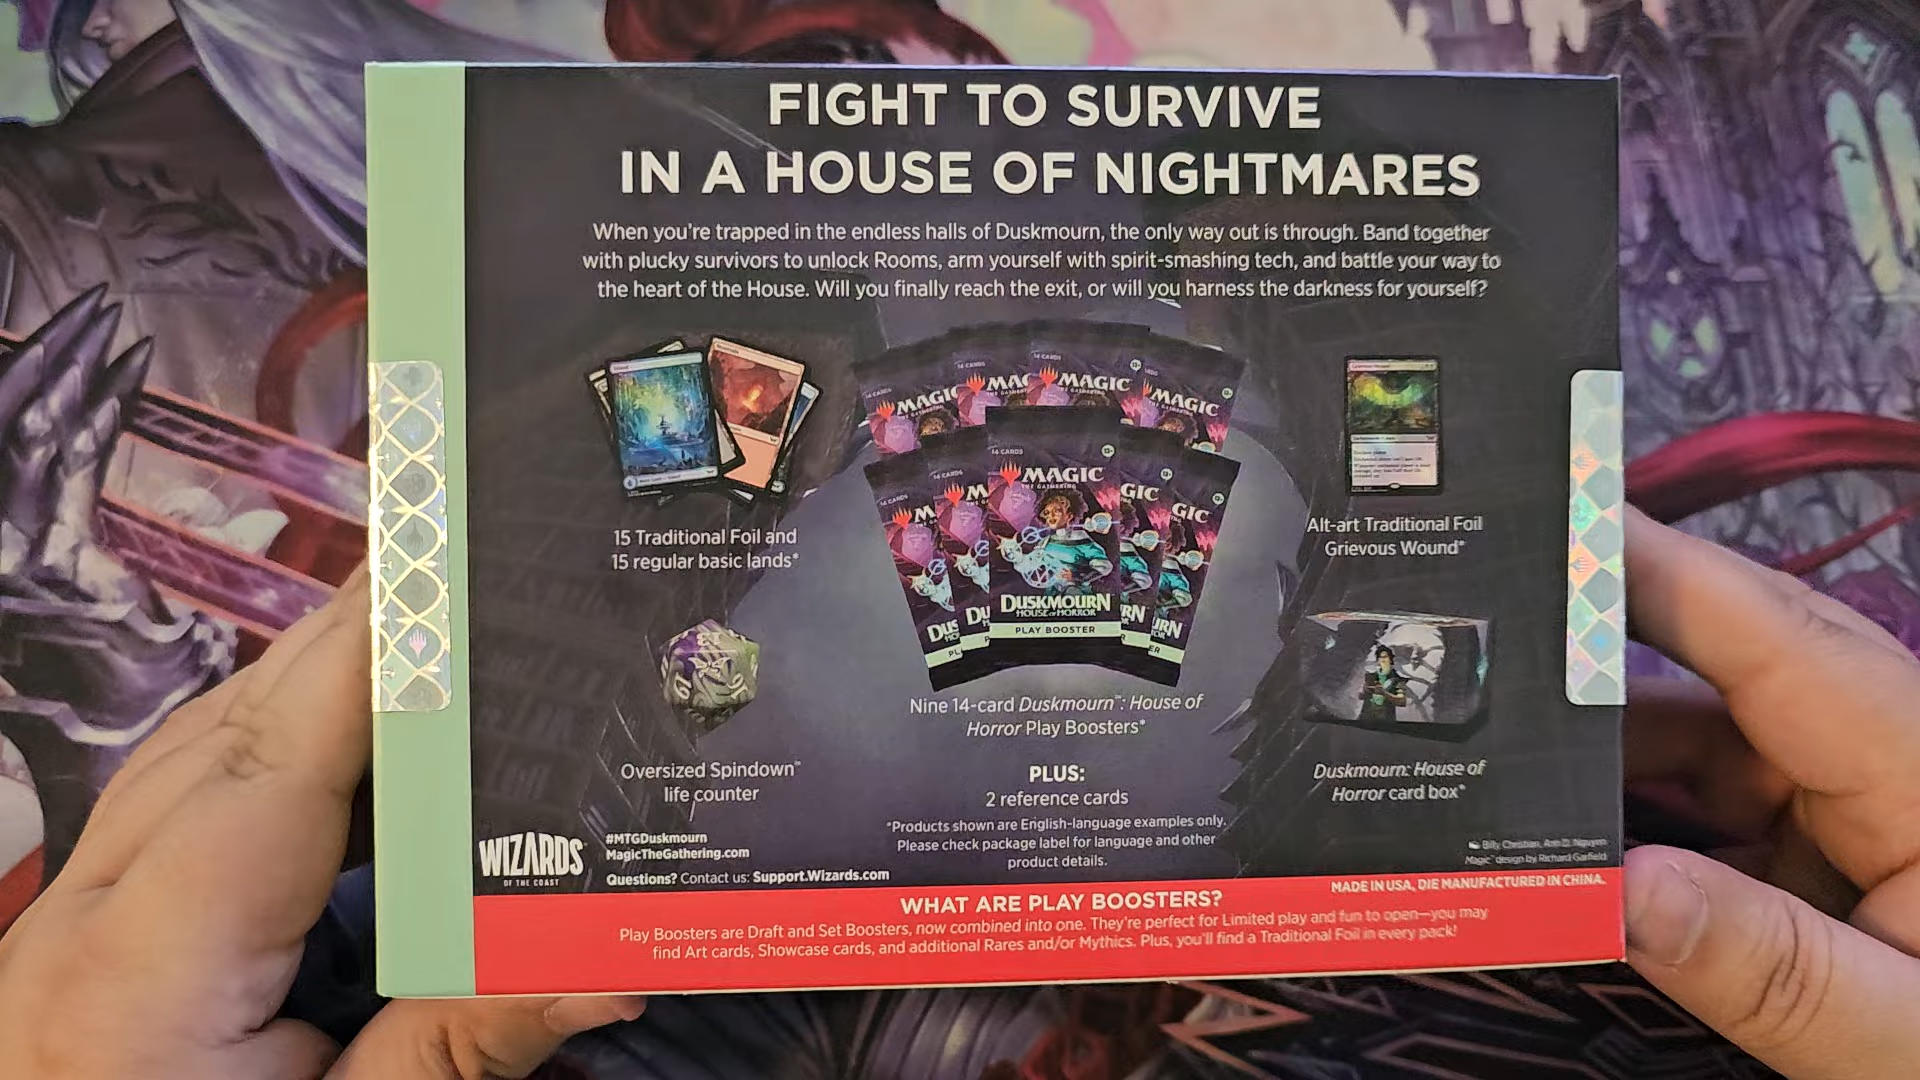 FIGHT TO SURVIVE
IN A HOUSE OF NIGHTMARES
When you're trapped in the endless halls of Duskmourn, the only way out is through. Band together
with plucky survivors to unlock Rooms, arm yourself with spirit-smashing tech, and battle your way to
the heart of the House. Will you finally reach the exit, or will you harness the darkness for yourself?
15 Traditional Foil and
15 regular basic lands*
14 CARDS
MAGIC
THE GATHERING
DUSKMOURN
HOUSE OF HORROR
PLAY BOOSTER
Nine 14-card Duskmourn™: House of
Horror Play Boosters*
Alt-art Traditional Foil
Grievous Wound*
Oversized Spindown™
life counter
PLUS:
2 reference cards
*Products shown are English-language examples only.
Please check package label for language and other
product details.
Duskmourn: House of
Horror card box*
WIZARDS
OF THE COAST
#MTGDuskmourn
MagicTheGathering.com
Questions? Contact us: Support.Wizards.com
Billy Christian, Ann D. Nguyen
Magic™ design by Richard Garfield
MADE IN USA, DIE MANUFACTURED IN CHINA.
WHAT ARE PLAY BOOSTERS?
Play Boosters are Draft and Set Boosters, now combined into one. They're perfect for Limited play and fun to open—you may
find Art cards, Showcase cards, and additional Rares and/or Mythics. Plus, you'll find a Traditional Foil in every pack!